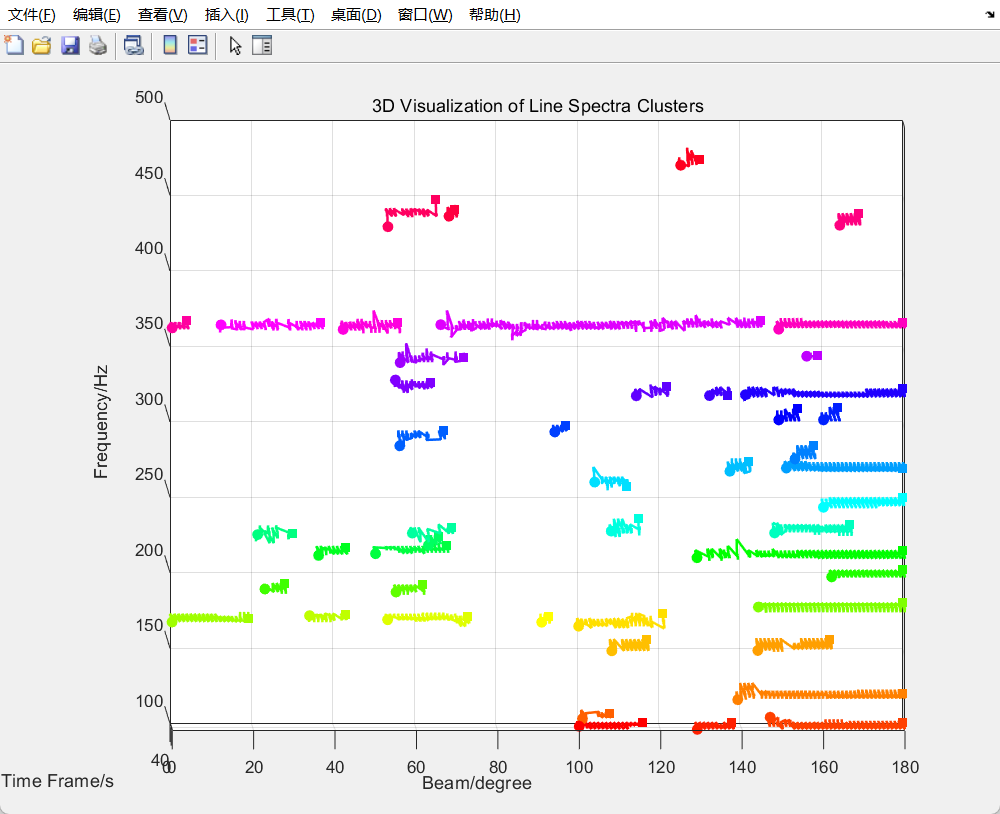 文件(F) 编辑(E) 查看(V) 插入(I) 工具(T) 桌面(D) 窗口(W) 帮助(H)
3D Visualization of Line Spectra Clusters
500
450
400
350
300
250
200
150
100
Frequency/Hz
40
0 20 40 60 80 100 120 140 160 180
Time Frame/s
Beam/degree